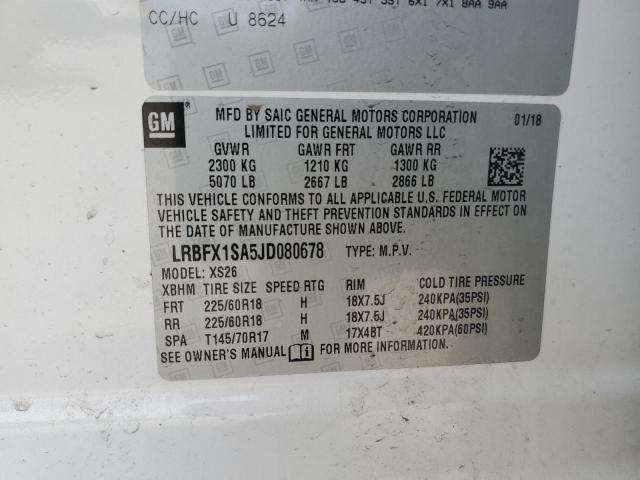 6X1 7X1 8AA 9AA
CC/HC U 8624
GM
MFD BY SAIC GENERAL MOTORS CORPORATION 01/18
LIMITED FOR GENERAL MOTORS LLC
GVWR GAWR FRT GAWR RR
2300 KG 1210 KG 1300 KG
5070 LB 2667 LB 2866 LB
THIS VEHICLE CONFORMS TO ALL APPLICABLE U.S. FEDERAL MOTOR
VEHICLE SAFETY AND THEFT PREVENTION STANDARDS IN EFFECT ON
THE DATE OF MANUFACTURE SHOWN ABOVE.
LRBFX1SA5JD080678 TYPE: M.P.V.
MODEL: XS26
XBHM TIRE SIZE SPEED RTG RIM COLD TIRE PRESSURE
FRT 225/60R18 H 18X7.5J 240KPA(35PSI)
RR 225/60R18 H 18X7.5J 240KPA(35PSI)
SPA T145/70R17 M 17X4BT 420KPA(60PSI)
SEE OWNER'S MANUAL FOR MORE INFORMATION.